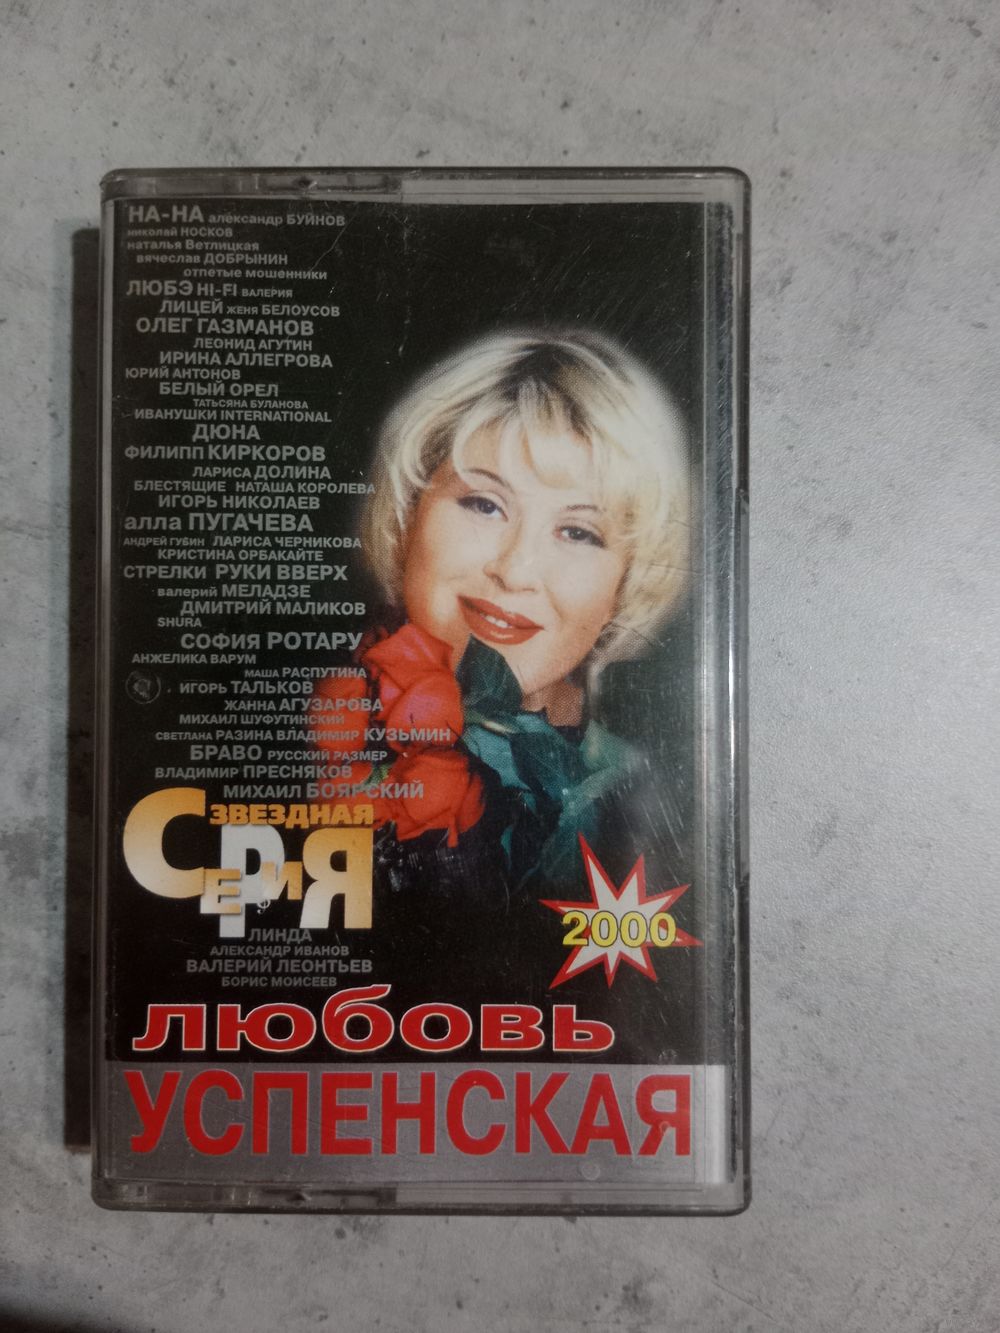 НА-НА александр БУЙНОВ
николай НОСКОВ
наталья Ветлицкая
вячеслав ДОБРЫНИН
отпетые мошенники
ЛЮБЭ HI-FI ВАЛЕРИЯ
ЛИЦЕЙ женя БЕЛОУСОВ
ОЛЕГ ГАЗМАНОВ
ЛЕОНИД АГУТИН
ИРИНА АЛЛЕГРОВА
ЮРИЙ АНТОНОВ
БЕЛЫЙ ОРЕЛ
ТАТЬЯНА БУЛАНОВА
ИВАНУШКИ INTERNATIONAL
ДЮНА
ФИЛИПП КИРКОРОВ
ЛАРИСА ДОЛИНА
БЛЕСТЯЩИЕ НАТАША КОРОЛЕВА
ИГОРЬ НИКОЛАЕВ
алла ПУГАЧЕВА
АНДРЕЙ ГУБИН ЛАРИСА ЧЕРНИКОВА
КРИСТИНА ОРБАКАЙТЕ
СТРЕЛКИ РУКИ ВВЕРХ
валерий МЕЛАДЗЕ
ДМИТРИЙ МАЛИКОВ
SHURA
СОФИЯ РОТАРУ
АНЖЕЛИКА ВАРУМ
МАША РАСПУТИНА
ИГОРЬ ТАЛЬКОВ
ЖАННА АГУЗАРОВА
МИХАИЛ ШУФУТИНСКИЙ
СВЕТЛАНА РАЗИНА ВЛАДИМИР КУЗЬМИН
БРАВО РУССКИЙ РАЗМЕР
ВЛАДИМИР ПРЕСНЯКОВ
МИХАИЛ БОЯРСКИЙ
ЗВЕЗДНАЯ
СЕРИЯ
2000
ЛИНДА
АЛЕКСАНДР ИВАНОВ
ВАЛЕРИЙ ЛЕОНТЬЕВ
БОРИС МОИСЕЕВ
ЛЮБОВЬ
УСПЕНСКАЯ